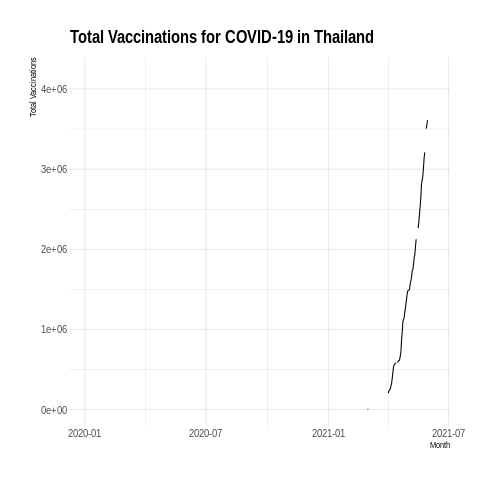 Total Vaccinations for COVID-19 in Thailand
Total Vaccinations
4e+06
3e+06
2e+06
1e+06
0e+00
2020-01 2020-07 2021-01 2021-07
Month